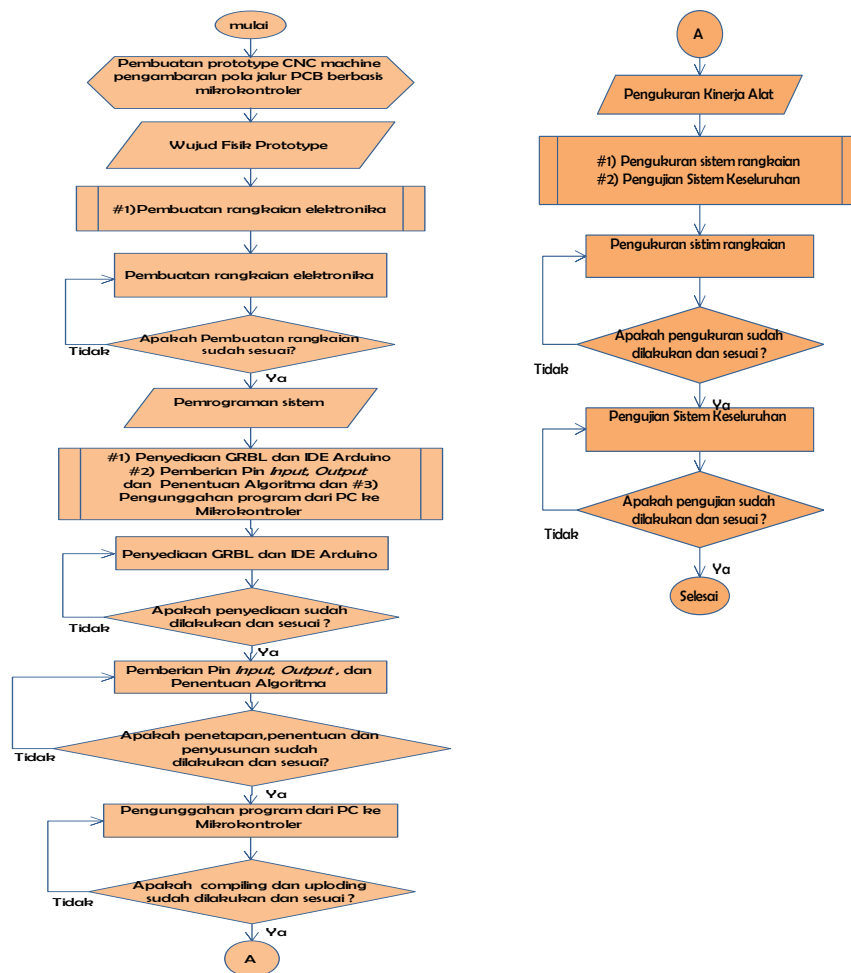 mulai
Pembuatan prototype CNC machine
pengambaran pola jalur PCB berbasis
mikrokontroler
Wujud Fisik Prototype
#1)Pembuatan rangkaian elektronika
Pembuatan rangkaian elektronika
Apakah Pembuatan rangkaian
sudah sesuai?
Tidak
Ya
Pemrograman sistem
#1) Penyediaan GRBL dan IDE Arduino
#2) Pemberian Pin Input, Output
dan Penentuan Algoritma dan #3)
Pengunggahan program dari PC ke
Mikrokontroler
Penyediaan GRBL dan IDE Arduino
Apakah penyediaan sudah
dilakukan dan sesuai ?
Tidak
Ya
Pemberian Pin Input, Output , dan
Penentuan Algoritma
Apakah penetapan,penentuan dan
penyusunan sudah
dilakukan dan sesuai?
Tidak
Ya
Pengunggahan program dari PC ke
Mikrokontroler
Apakah compiling dan uploding
sudah dilakukan dan sesuai ?
Tidak
Ya
A
A
Pengukuran Kinerja Alat
#1) Pengukuran sistem rangkaian
#2) Pengujian Sistem Keseluruhan
Pengukuran sistim rangkaian
Apakah pengukuran sudah
dilakukan dan sesuai ?
Tidak
Ya
Pengujian Sistem Keseluruhan
Apakah pengujian sudah
dilakukan dan sesuai ?
Tidak
Ya
Selesai